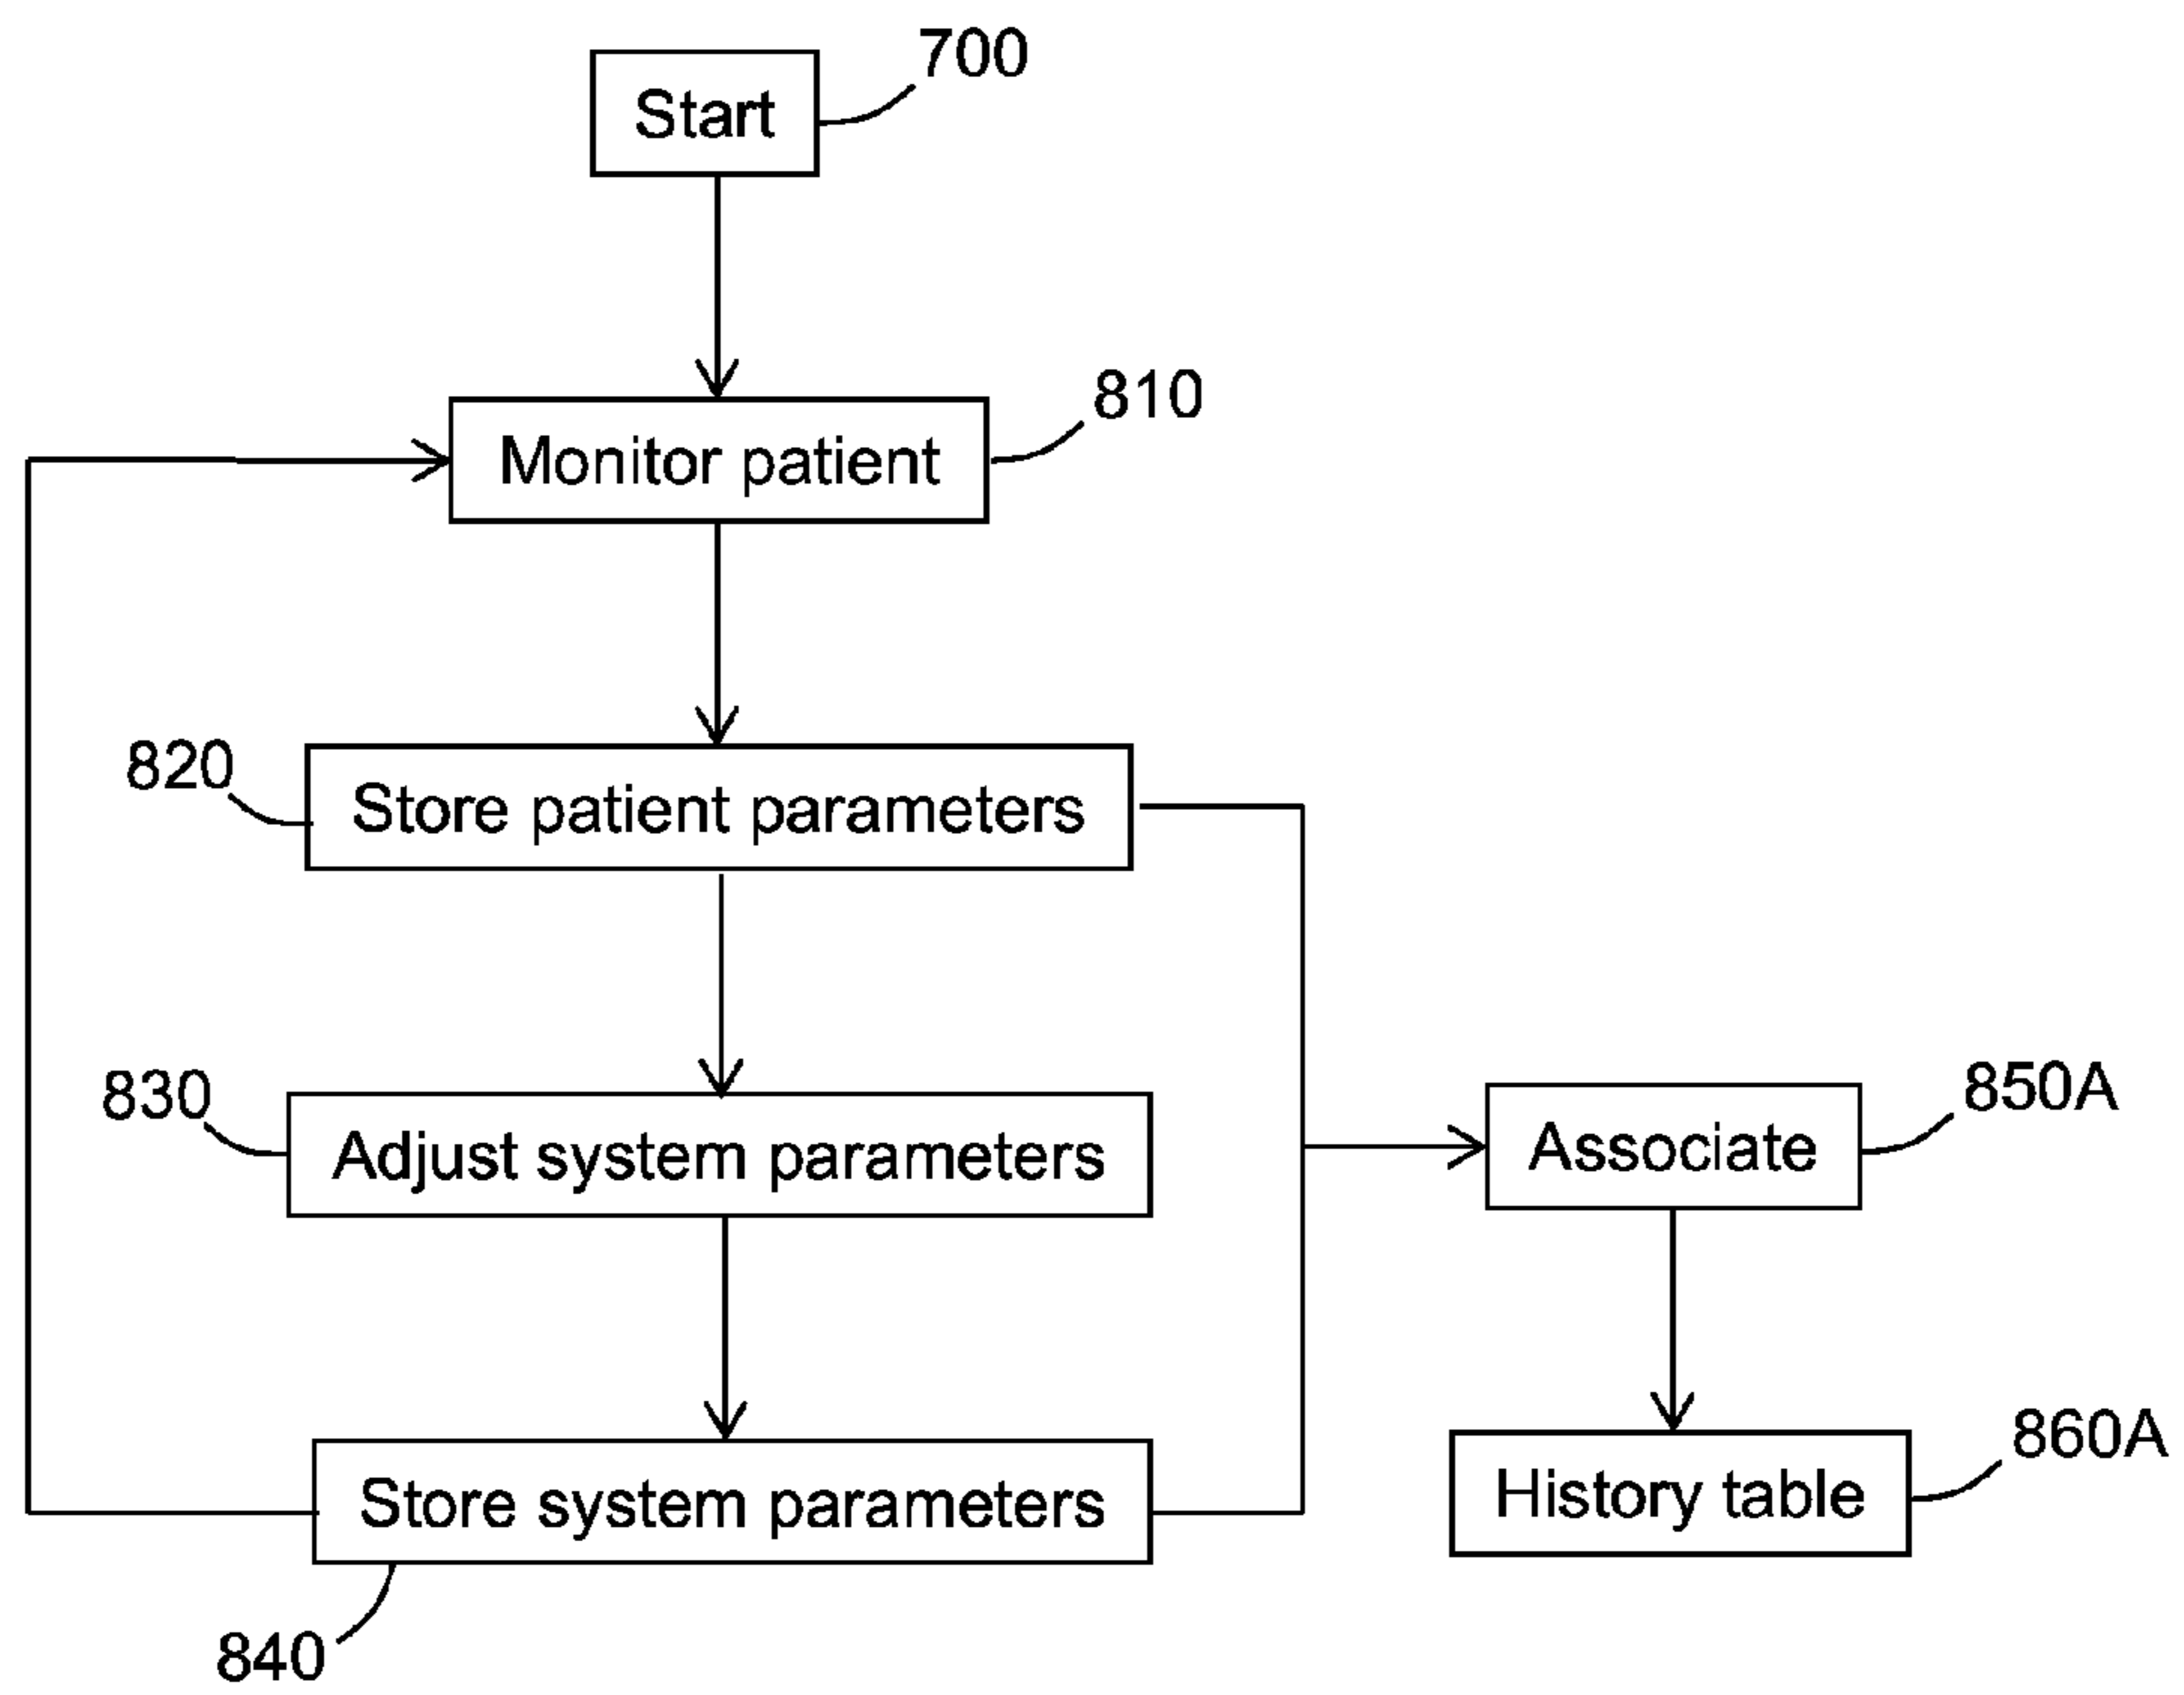 700
Start
810
Monitor patient
820
Store patient parameters
830
Adjust system parameters
850A
Associate
860A
History table
Store system parameters
840